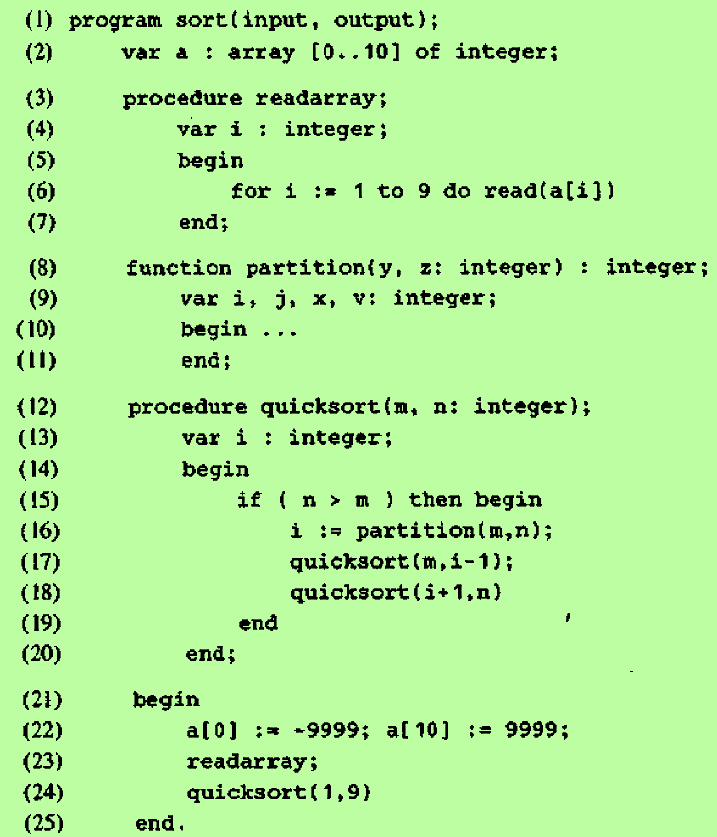 (1) program sort(input, output);
(2) var a : array [0..10] of integer;
(3) procedure readarray;
(4) var i : integer;
(5) begin
(6) for i := 1 to 9 do read(a[i])
(7) end;
(8) function partition(y, z: integer) : integer;
(9) var i, j, x, v: integer;
(10) begin ...
(11) end;
(12) procedure quicksort(m, n: integer);
(13) var i : integer;
(14) begin
(15) if ( n > m ) then begin
(16) i := partition(m,n);
(17) quicksort(m,i-1);
(18) quicksort(i+1,n)
(19) end
(20) end;
(21) begin
(22) a[0] := -9999; a[10] := 9999;
(23) readarray;
(24) quicksort(1,9)
(25) end.